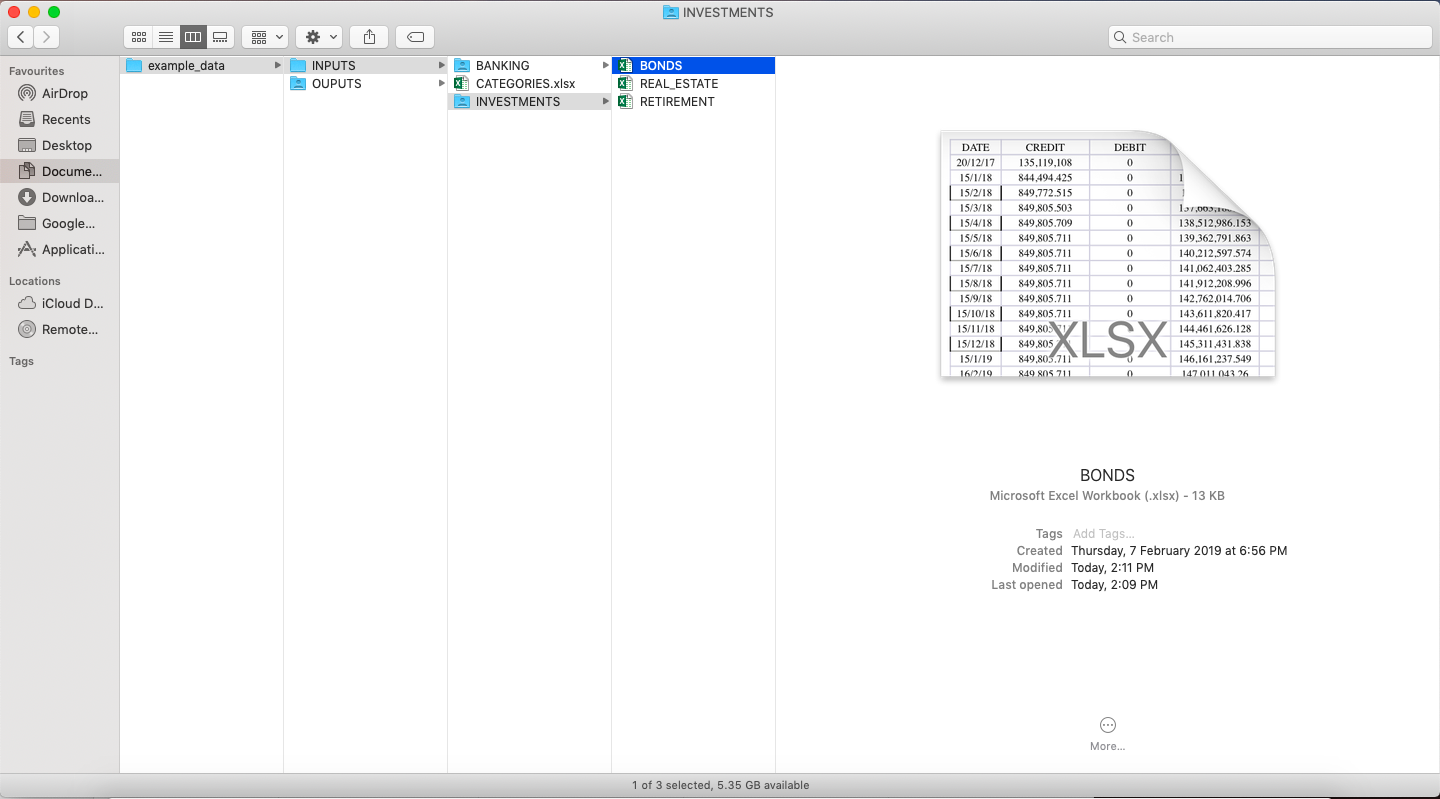 INVESTMENTS
Search
Favourites
AirDrop
Recents
Desktop
Docume...
Downloa...
Google...
Applicati...
Locations
iCloud D...
Remote...
Tags
example_data
INPUTS
OUPUTS
BANKING
CATEGORIES.xlsx
INVESTMENTS
BONDS
REAL_ESTATE
RETIREMENT
DATE CREDIT DEBIT
20/12/17 135,119,108 0
15/1/18 844,494.425 0
15/2/18 849,772.515 0
15/3/18 849,805.503 0
15/4/18 849,805.709 0 138,512,986.153
15/5/18 849,805.711 0 139,362,791.863
15/6/18 849,805.711 0 140,212,597.574
15/7/18 849,805.711 0 141,062,403.285
15/8/18 849,805.711 0 141,912,208.996
15/9/18 849,805.711 0 142,762,014.706
15/10/18 849,805.711 0 143,611,820.417
15/11/18 0 144,461,626.128
15/12/18 0 145,311,431.838
15/1/19 849,805.711 0 146,161,237.549
16/2/19 849,805.711 0 147,011,043.26
XLSX
BONDS
Microsoft Excel Workbook (.xlsx) - 13 KB
Tags Add Tags...
Created Thursday, 7 February 2019 at 6:56 PM
Modified Today, 2:11 PM
Last opened Today, 2:09 PM
More...
1 of 3 selected, 5.35 GB available